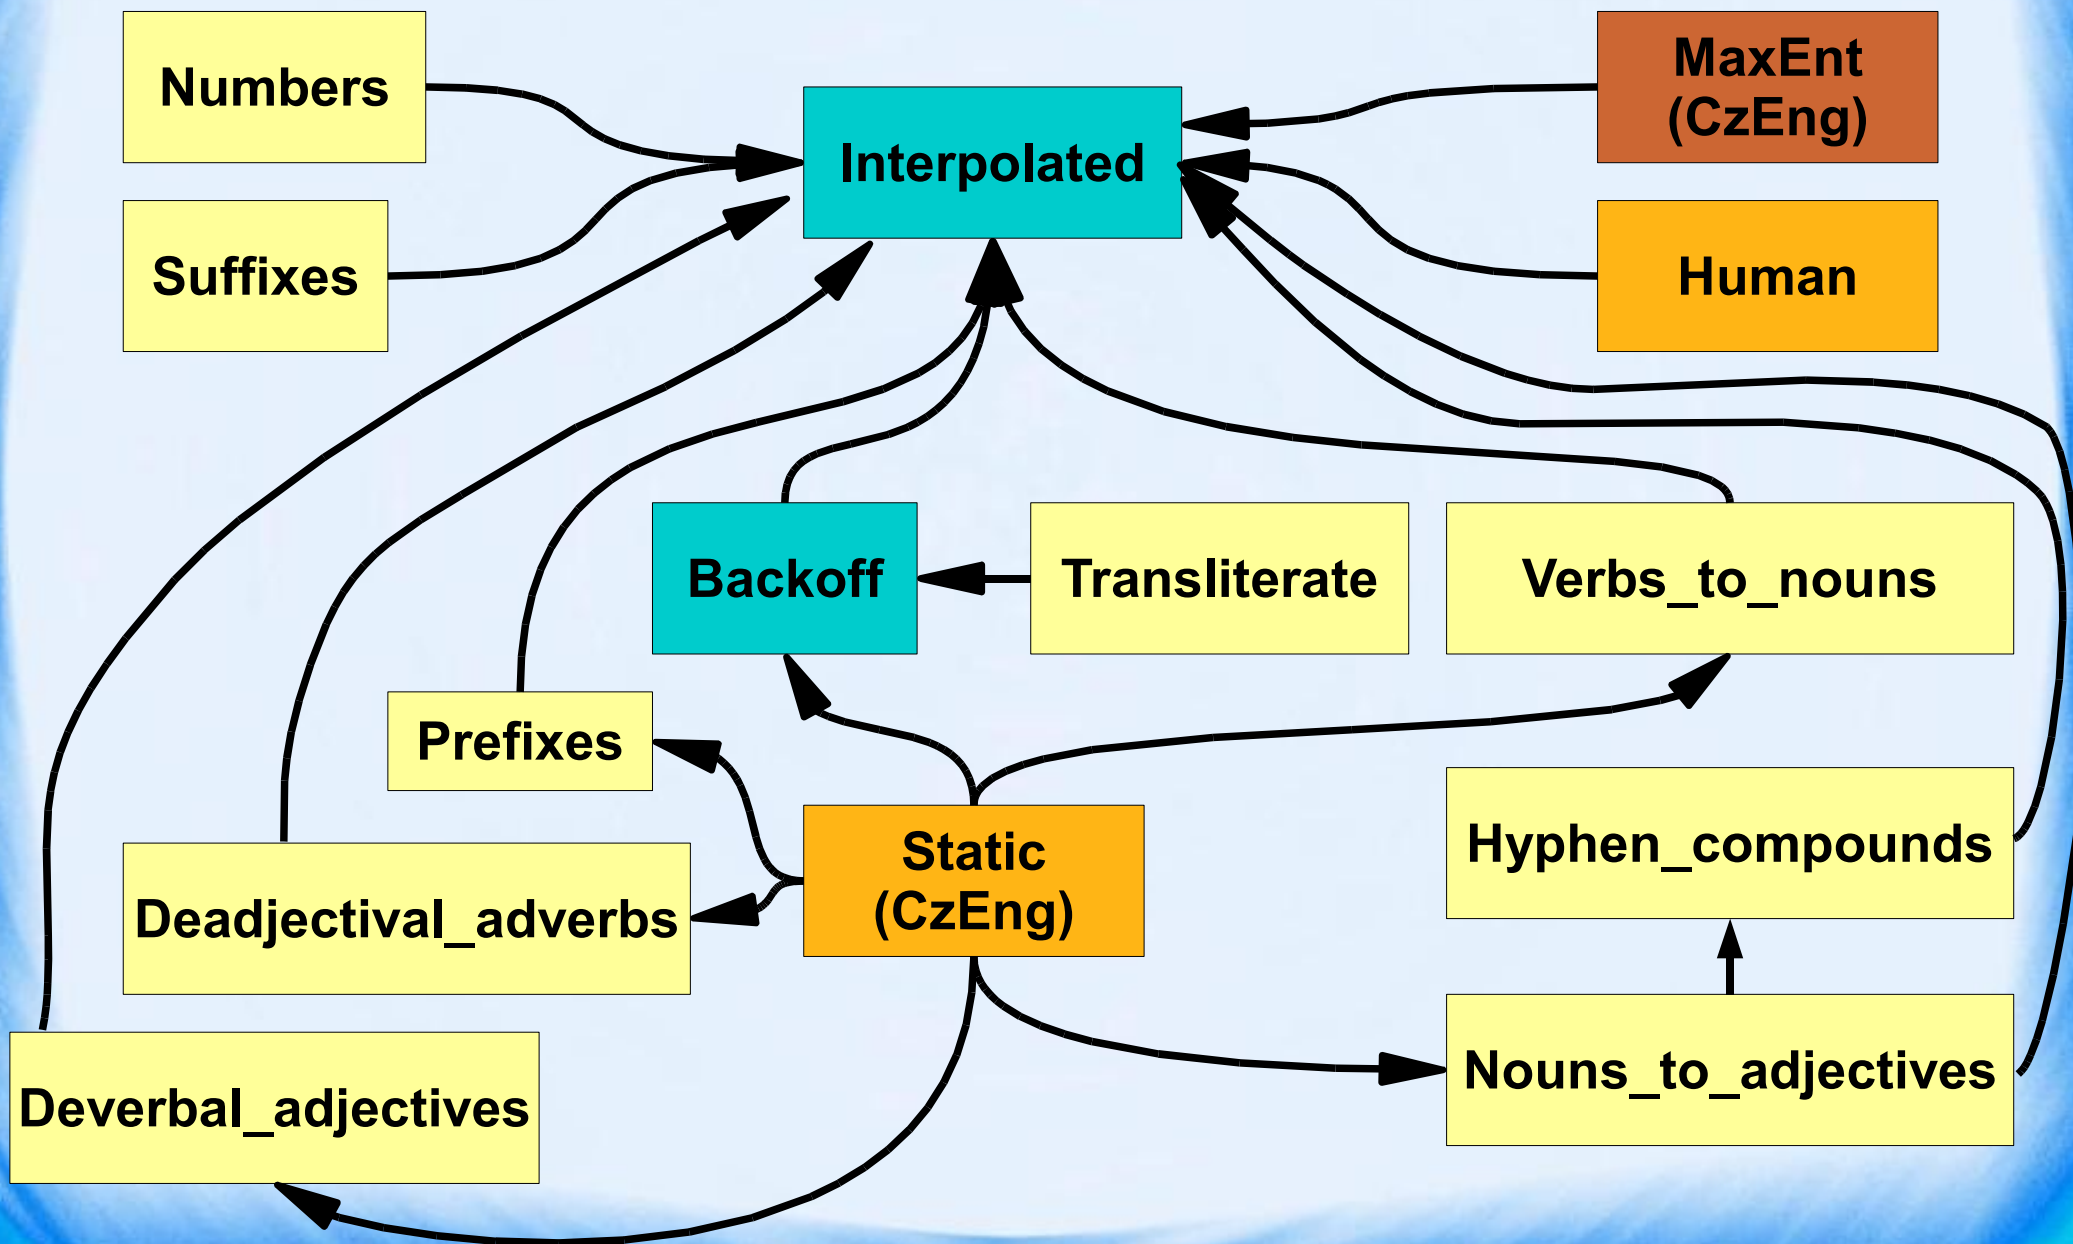 Numbers
MaxEnt
(CzEng)
Interpolated
Suffixes
Human
Backoff
Transliterate
Verbs_to_nouns
Prefixes
Static
(CzEng)
Hyphen_compounds
Deadjectival_adverbs
Nouns_to_adjectives
Deverbal_adjectives